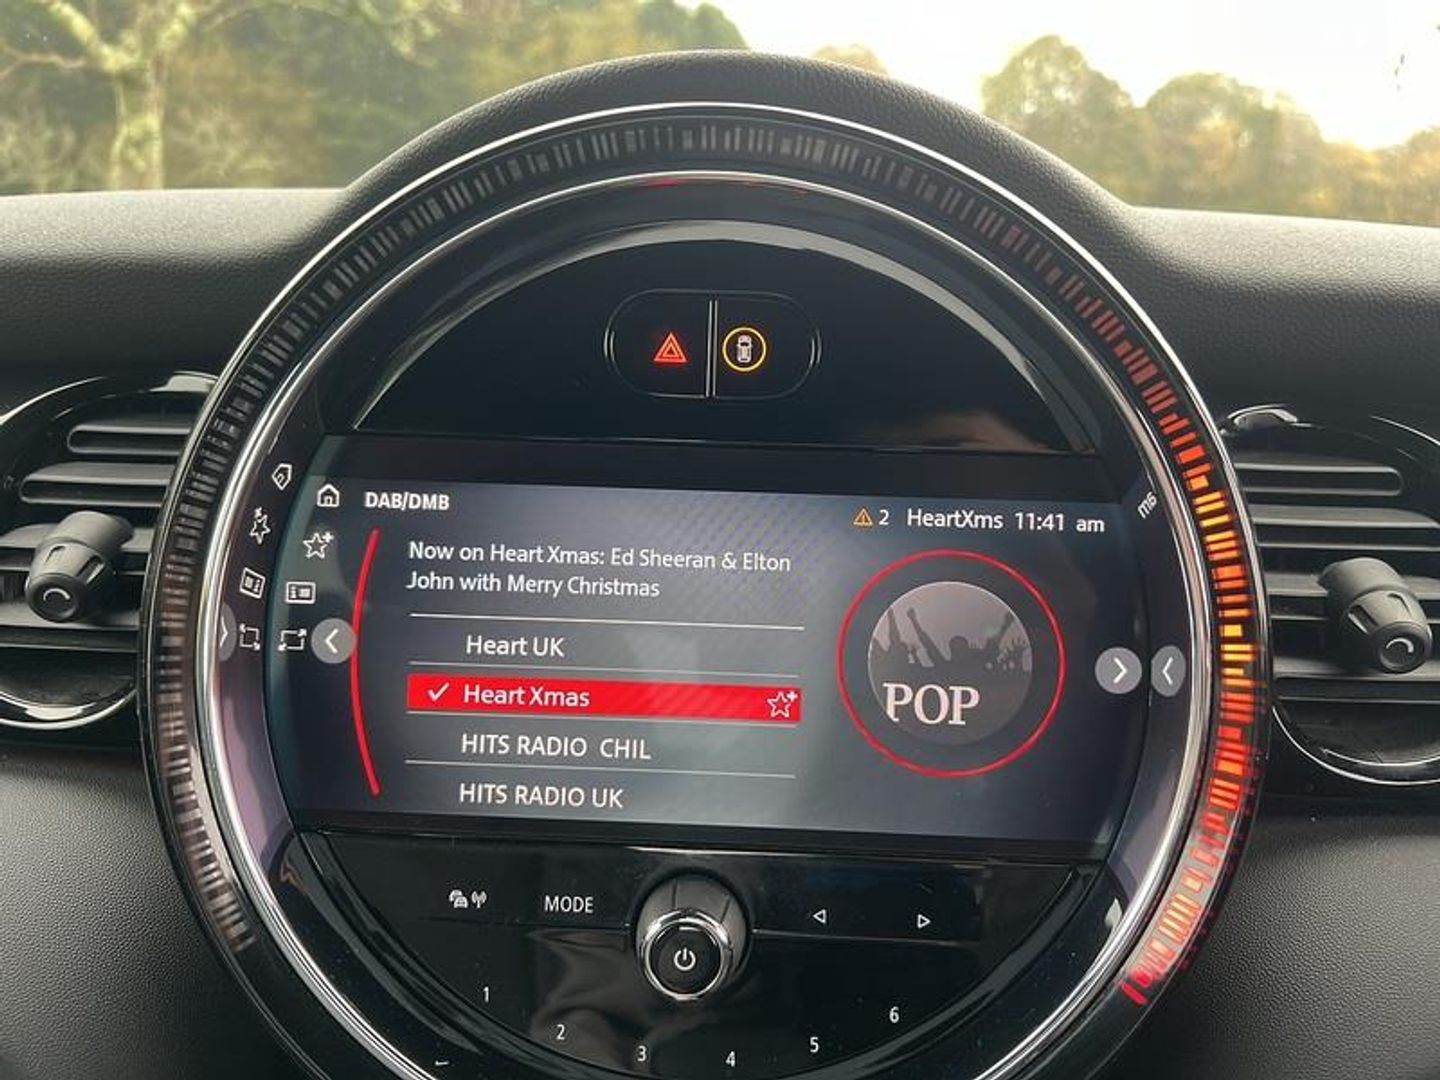 DAB/DMB
2 HeartXms 11:41 am
Now on Heart Xmas: Ed Sheeran & Elton
John with Merry Christmas
Heart UK
Heart Xmas
HITS RADIO CHIL
HITS RADIO UK
POP
MODE
1
2
3
4
5
6